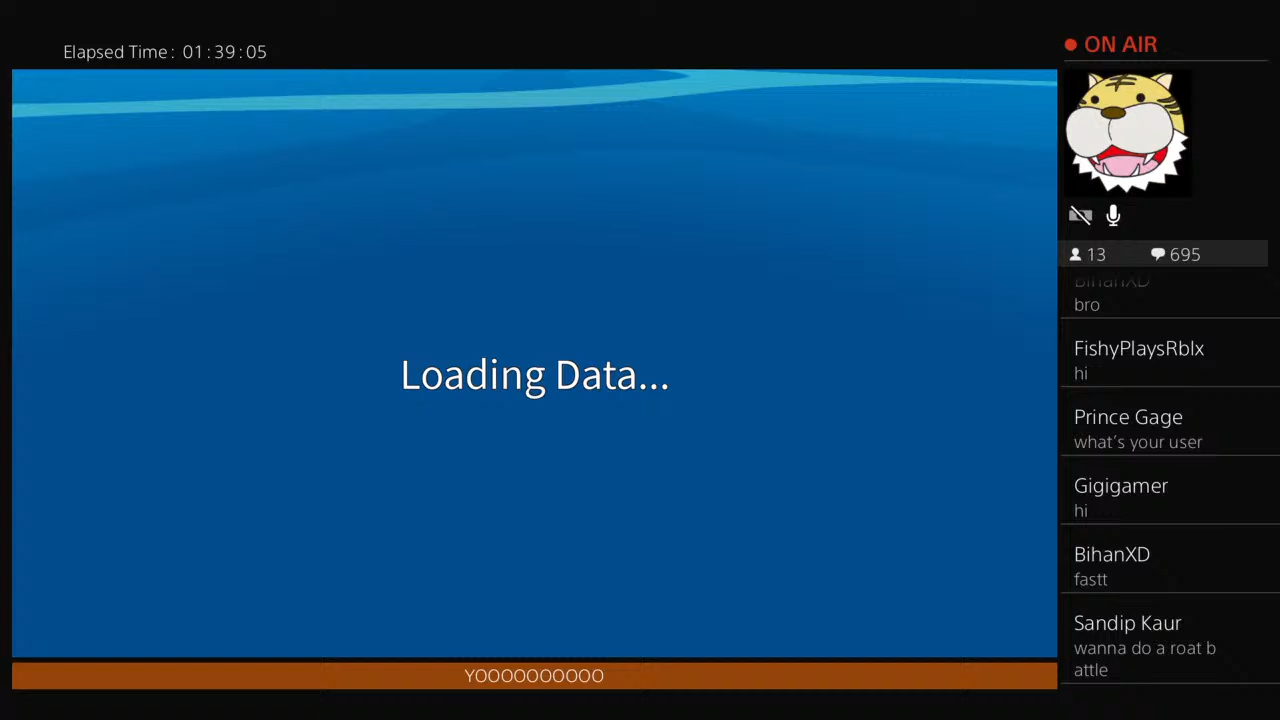 Elapsed Time: 01:39:05
ON AIR
13 695
BihanXD
bro
FishyPlaysRblx
hi
Prince Gage
what's your user
Gigigamer
hi
BihanXD
fastt
Sandip Kaur
wanna do a roat b
attle
Loading Data...
YOOOOOOOOOO